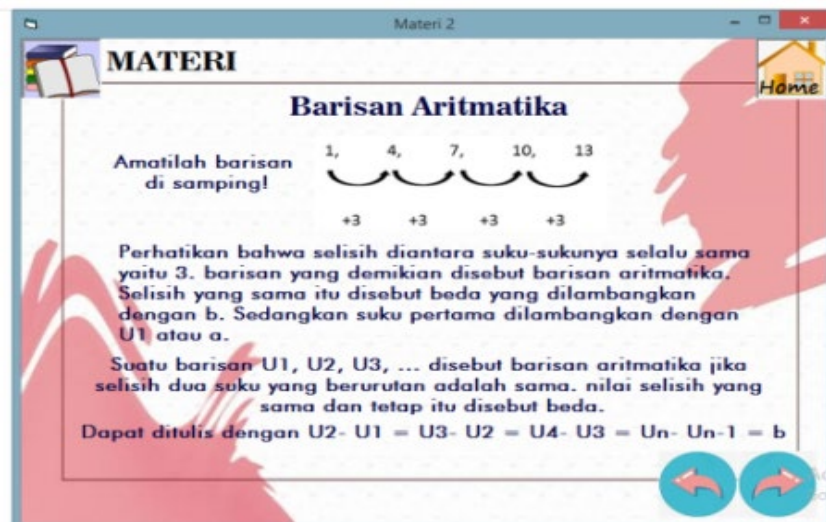 Materi 2
MATERI
Home
Barisan Aritmatika
Amatilah barisan
di samping!
1, 4, 7, 10, 13
+3 +3 +3 +3
Perhatikan bahwa selisih diantara suku-sukunya selalu sama
yaitu 3. barisan yang demikian disebut barisan aritmatika.
Selisih yang sama itu disebut beda yang dilambangkan
dengan b. Sedangkan suku pertama dilambangkan dengan
U1 atau a.
Suatu barisan U1, U2, U3, ... disebut barisan aritmatika jika
selisih dua suku yang berurutan adalah sama. nilai selisih yang
sama dan tetap itu disebut beda.
Dapat ditulis dengan U2- U1 = U3- U2 = U4- U3 = Un- Un-1 = b